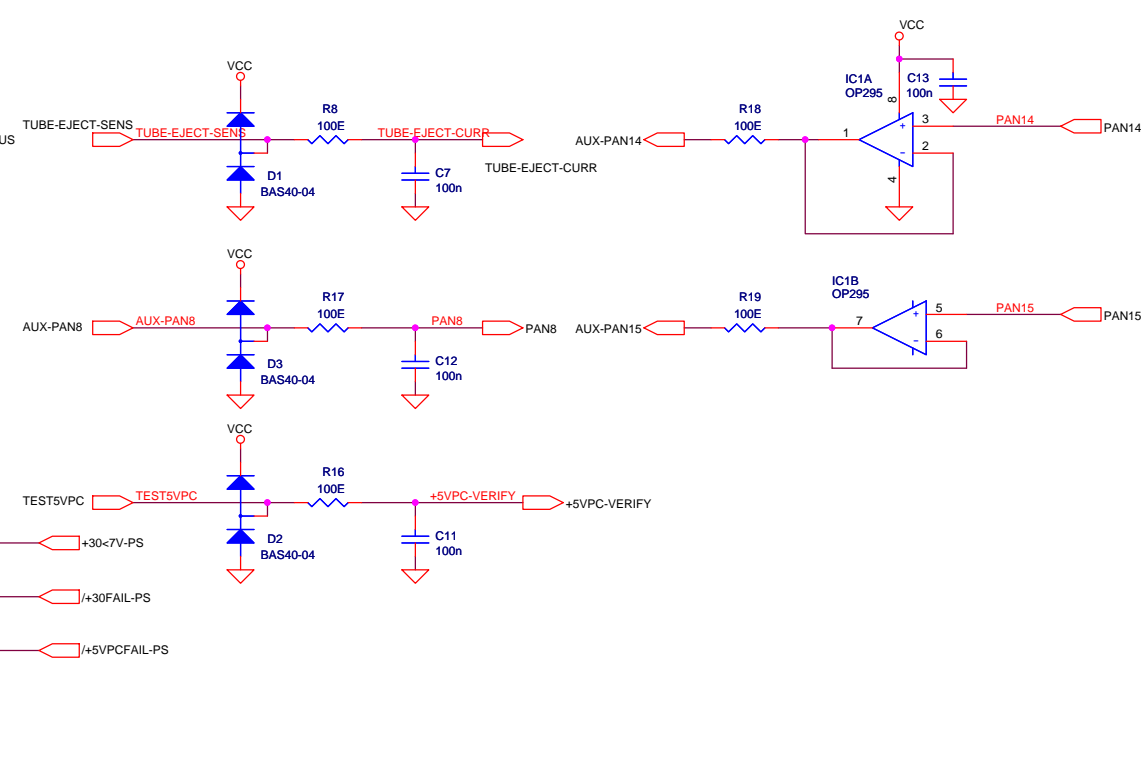 VCC
TUBE-EJECT-SENS
US
TUBE-EJECT-SENS
R8
100E
TUBE-EJECT-CURR
TUBE-EJECT-CURR
D1
BAS40-04
C7
100n
VCC
IC1A
OP295
C13
100n
8
R18
100E
AUX-PAN14
1
+
-
3
2
4
PAN14
PAN14
VCC
AUX-PAN8
AUX-PAN8
R17
100E
PAN8
PAN8
D3
BAS40-04
C12
100n
IC1B
OP295
R19
100E
AUX-PAN15
7
+
-
5
6
PAN15
PAN15
VCC
TEST5VPC
TEST5VPC
R16
100E
+5VPC-VERIFY
+5VPC-VERIFY
D2
BAS40-04
C11
100n
+30<7V-PS
/+30FAIL-PS
/+5VPCFAIL-PS